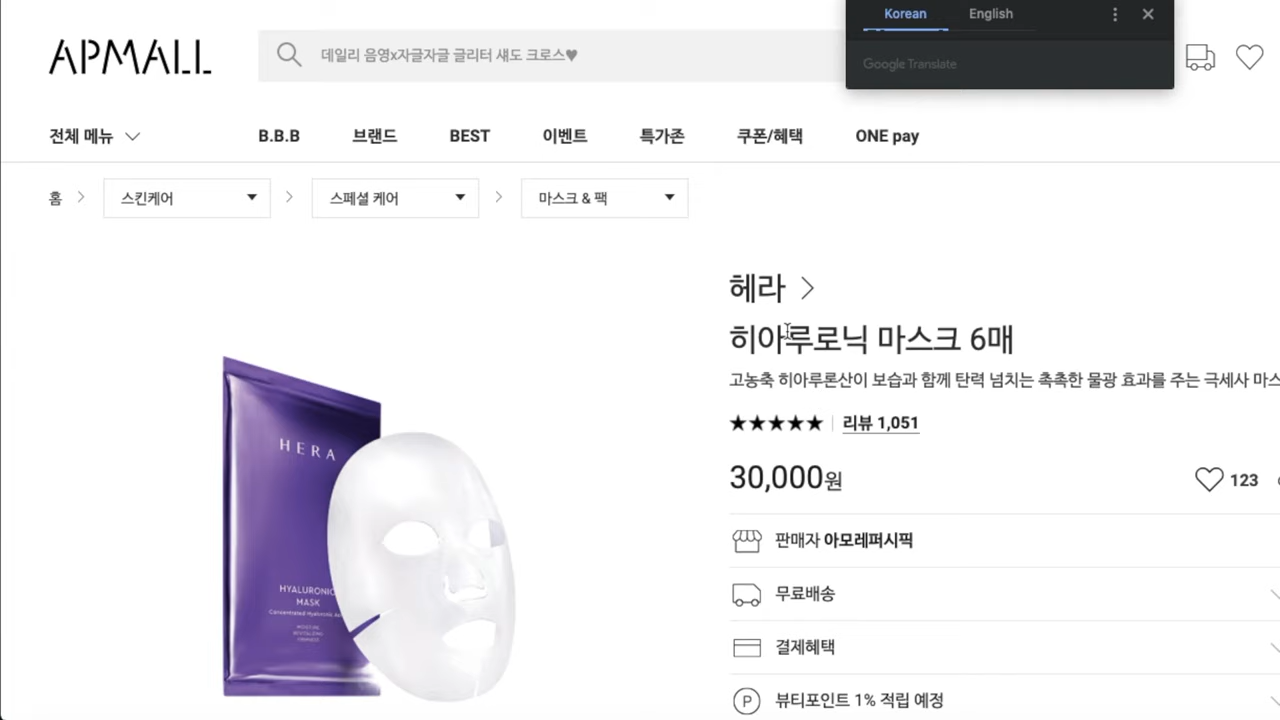 Korean English
Google Translate
APMALL
데일리 음영x자글자글 글리터 섀도 크로스♥
전체 메뉴 B.B.B 브랜드 BEST 이벤트 특가존 쿠폰/혜택 ONE pay
홈 > 스킨케어 > 스페셜 케어 > 마스크 & 팩
헤라 >
히아루로닉 마스크 6매
고농축 히아루론산이 보습과 함께 탄력 넘치는 촉촉한 물광 효과를 주는 극세사 마스
★★★★★ 리뷰 1,051
30,000원
123
판매자 아모레퍼시픽
무료배송
결제혜택
P 뷰티포인트 1% 적립 예정
HERA
HYALURONIC
MASK
Concentrated Hyaluronic
MOISTURE
REVITALIZING
FIRMNESS